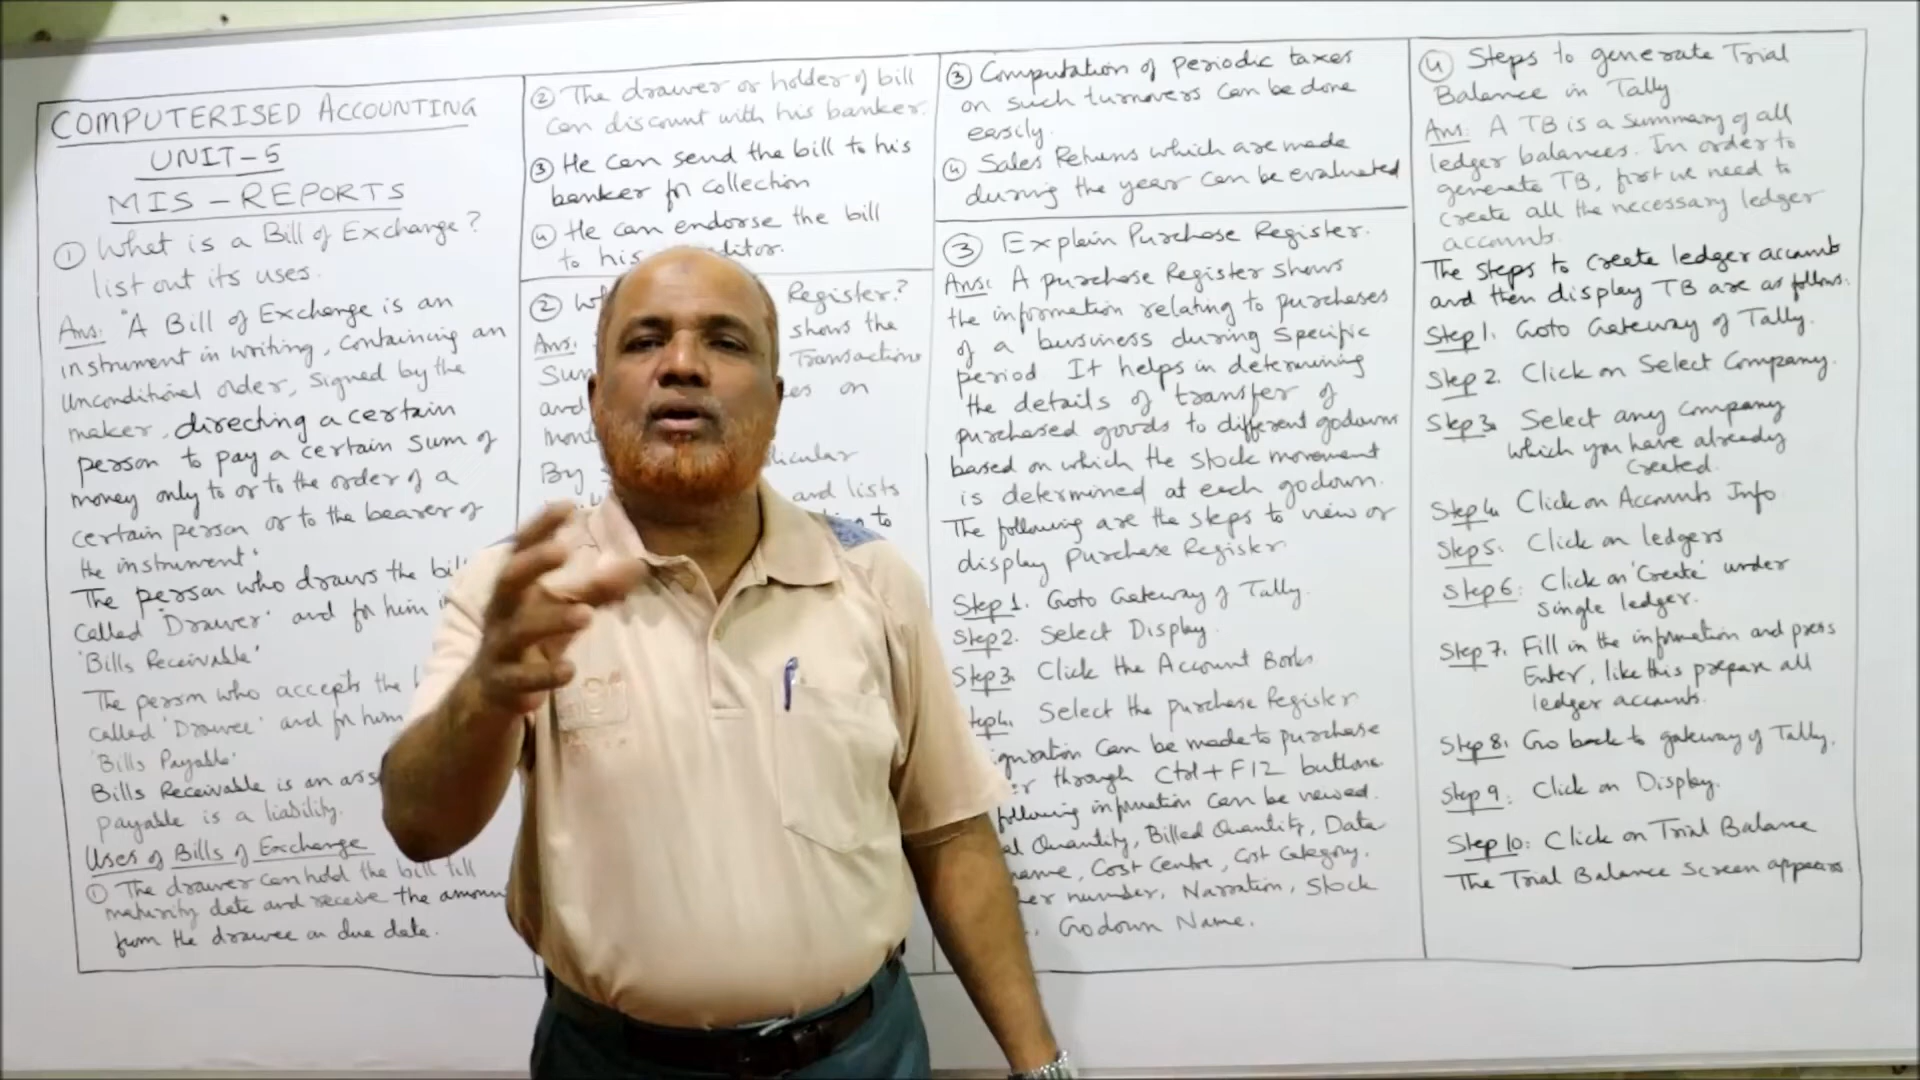 COMPUTERISED ACCOUNTING
UNIT-5
MIS - REPORTS
① What is a Bill of Exchange?
list out its uses.
Ans: "A Bill of Exchange is an
instrument in writing, containing an
unconditional order, signed by the
maker, directing a certain
person to pay a certain sum of
money only to or to the order of a
certain person or to the bearer of
the instrument"
The person who draws the bill
called 'Drawer' and for him
'Bills Receivable'
The person who accepts the
called 'Drawee' and for him
'Bills Payable'
Bills Receivable is an
payable is a liability.
Uses of Bills of Exchange
① The drawer can hold the bill till
maturity date and receive the
from the drawee on due date.
② The drawer or holder of bill
can discount with his banker.
③ He can send the bill to his
banker for collection
④ He can endorse the bill
to his
② Register?
Ans: shows the
Transactions
and on
By
and lists
to
③ Computation of periodic taxes
on such turnovers can be done
easily.
④ Sales Returns which are made
during the year can be evaluated
③ Explain Purchase Register.
Ans: A purchase Register shows
the information relating to purchases
of a business during specific
period. It helps in determining
the details of transfer of
purchased goods to different godowns
based on which the stock movement
is determined at each godown.
The following are the steps to view or
display Purchase Register.
Step 1. Goto Gateway of Tally.
Step 2. Select Display.
Step 3. Click the Account Books
Select the purchase Register
can be made to purchase
through Ctrl + F12 buttons.
following information can be viewed.
Quantity, Billed Quantity, Data
Cost Centre, Cost Category.
number, Narration, Stock
Godown Name.
④ Steps to generate Trial
Balance in Tally
Ans: A TB is a summary of all
ledger balances. In order to
generate TB, first we need to
create all the necessary ledger
accounts.
The steps to create ledger accounts
and then display TB are as follows:
Step 1. Goto Gateway of Tally.
Step 2. Click on Select Company.
Step 3. Select any Company
which you have already
created.
Step 4. Click on Accounts Info
Step 5. Click on ledgers
Step 6: Click on 'Create' under
single ledger.
Step 7. Fill in the information and press
Enter, like this prepare all
ledger accounts.
Step 8: Go back to gateway of Tally.
Step 9: Click on Display.
Step 10: Click on Trial Balance
The Trial Balance Screen appears.